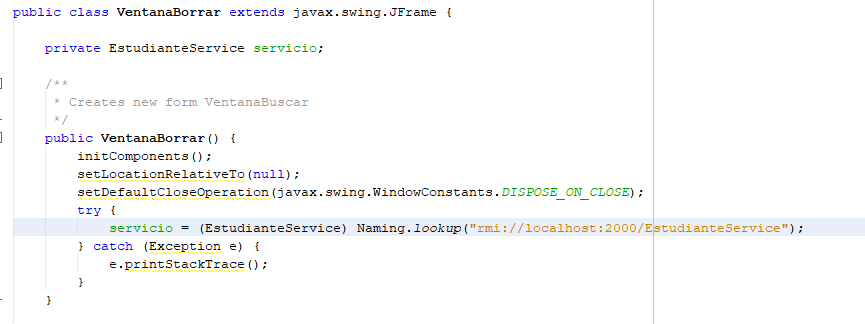 public class VentanaBorrar extends javax.swing.JFrame {
private EstudianteService servicio;
/**
* Creates new form VentanaBuscar
*/
public VentanaBorrar() {
initComponents();
setLocationRelativeTo(null);
setDefaultCloseOperation(javax.swing.WindowConstants.DISPOSE_ON_CLOSE);
try {
servicio = (EstudianteService) Naming.lookup("rmi://localhost:2000/EstudianteService");
} catch (Exception e) {
e.printStackTrace();
}
}